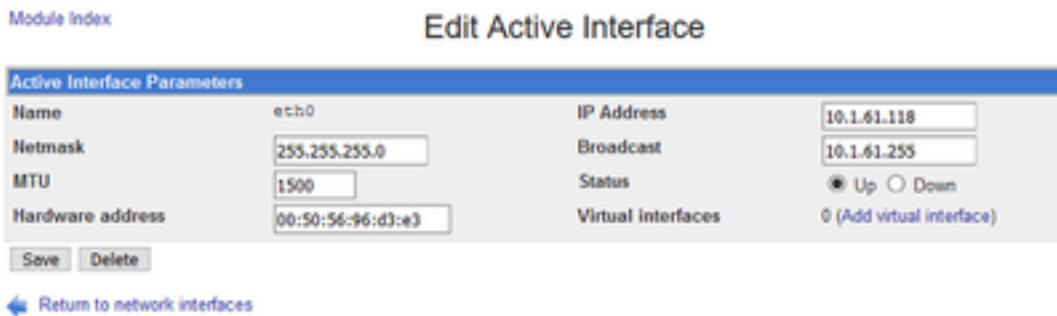 Module Index
Edit Active Interface
Active Interface Parameters
Name eth0 IP Address 10.1.61.118
Netmask 255.255.255.0 Broadcast 10.1.61.255
MTU 1500 Status Up Down
Hardware address 00:50:56:96:d3:e3 Virtual interfaces 0 (Add virtual interface)
Save Delete
Return to network interfaces